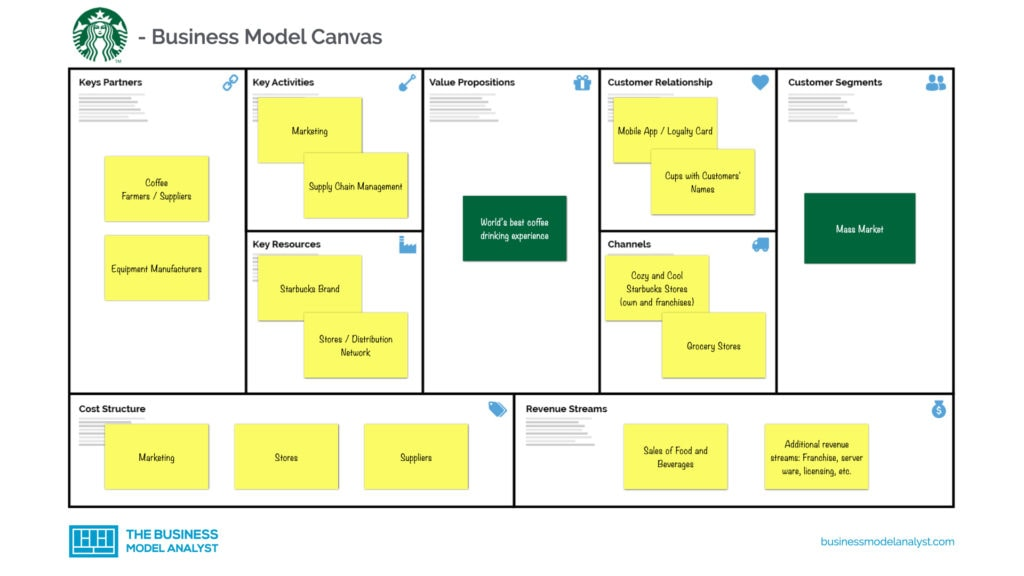 - Business Model Canvas
Keys Partners
Coffee
Farmers / Suppliers
Equipment Manufacturers
Key Activities
Marketing
Supply Chain Management
Key Resources
Starbucks Brand
Stores / Distribution
Network
Value Propositions
World's best coffee
drinking experience
Customer Relationship
Mobile App / Loyalty Card
Cups with Customers'
Names
Channels
Cozy and Cool
Starbucks Stores
(own and franchises)
Grocery Stores
Customer Segments
Mass Market
Cost Structure
Marketing
Stores
Suppliers
Revenue Streams
Sales of Food and
Beverages
Additional revenue
streams: Franchise, server
ware, licensing, etc.
THE BUSINESS
MODEL ANALYST
businessmodelanalyst.com